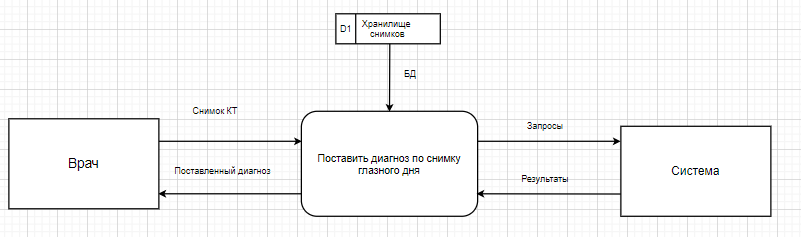 D1
Хранилище
снимков
БД
Снимок КТ
Запросы
Врач
Поставить диагноз по снимку
глазного дня
Система
Поставленный диагноз
Результаты